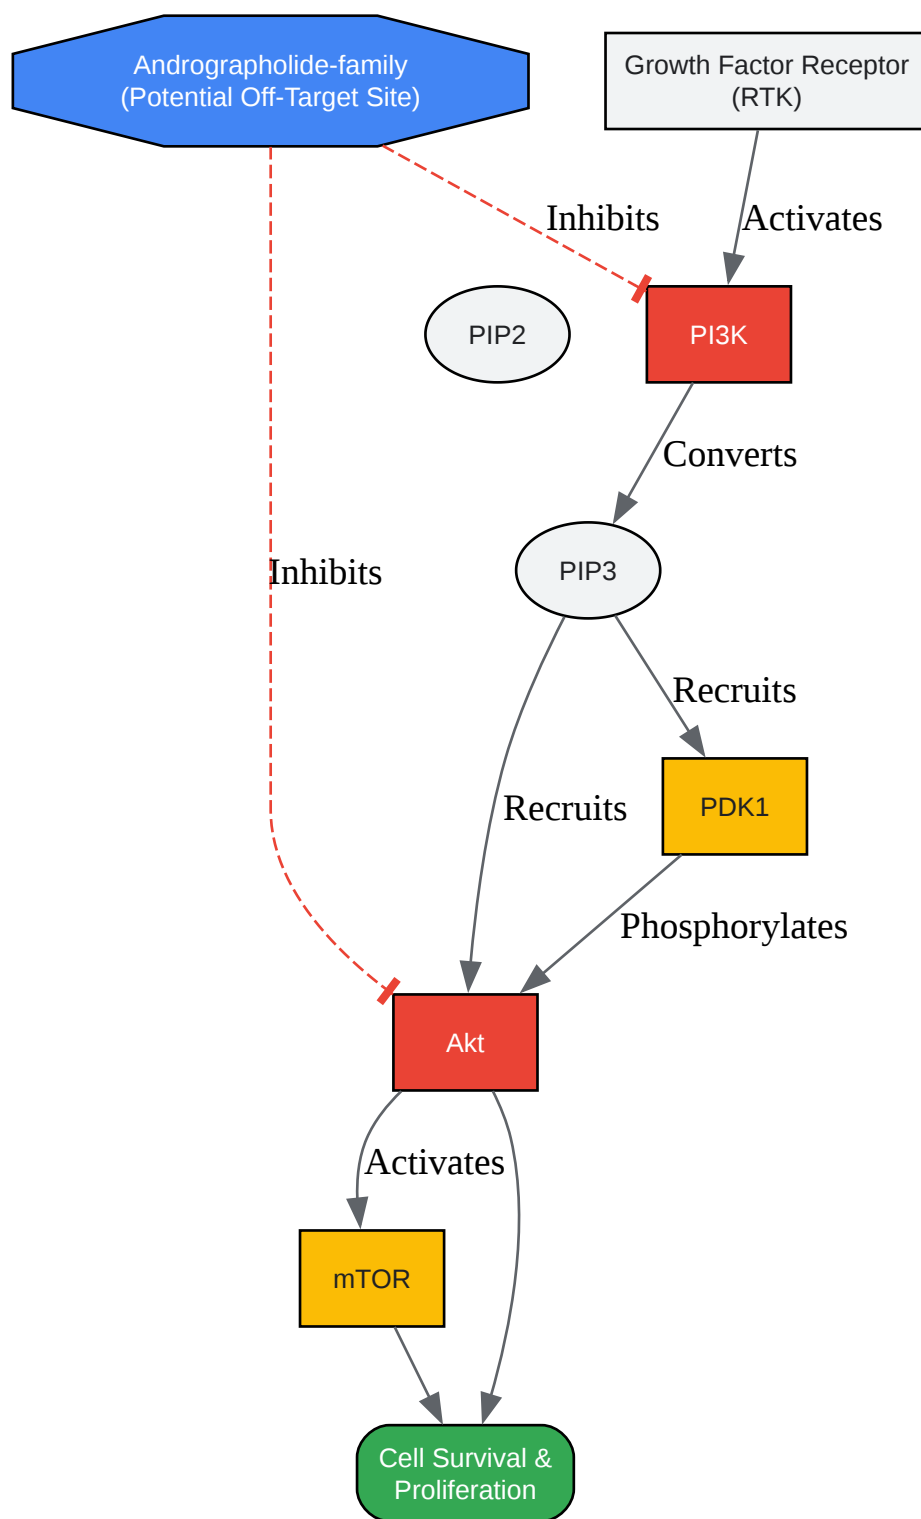 Andrographolide-family
(Potential Off-Target Site)
Growth Factor Receptor
(RTK)
Inhibits
Activates
PIP2
PI3K
Converts
Inhibits
PIP3
Recruits
Recruits
PDK1
Phosphorylates
Akt
Activates
mTOR
Cell Survival &
Proliferation